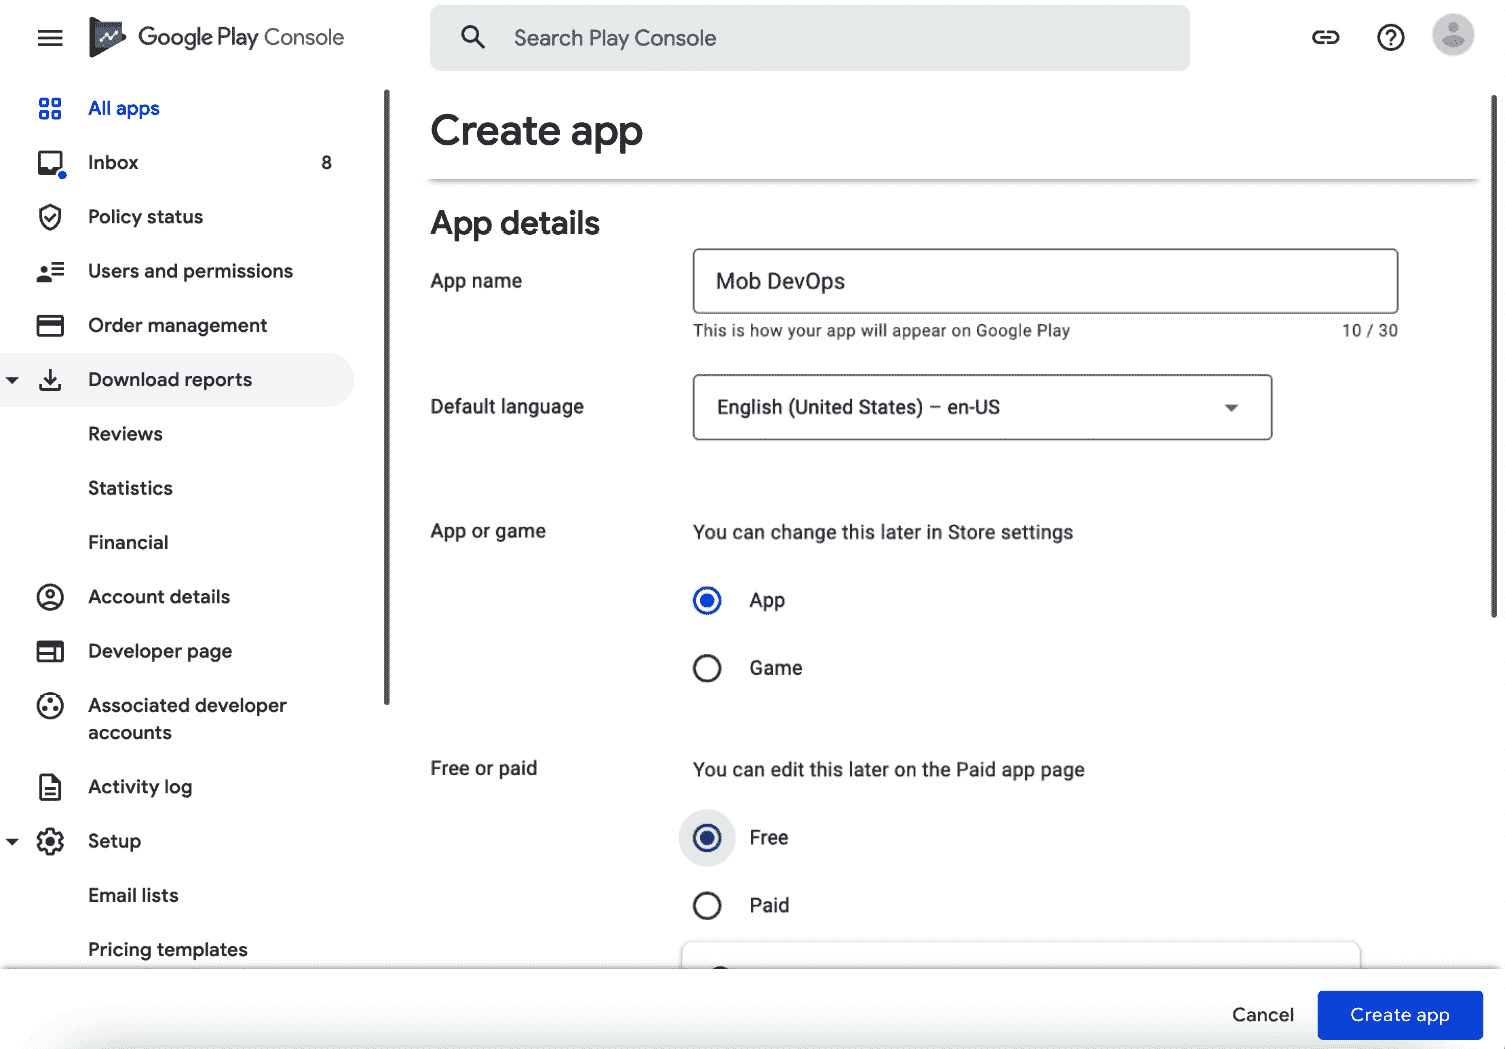 Google Play Console
Search Play Console
All apps
Inbox 8
Policy status
Users and permissions
Order management
Download reports
Reviews
Statistics
Financial
Account details
Developer page
Associated developer
accounts
Activity log
Setup
Email lists
Pricing templates
Create app
App details
App name
Mob DevOps
This is how your app will appear on Google Play 10 / 30
Default language
English (United States) – en-US
App or game
You can change this later in Store settings
App
Game
Free or paid
You can edit this later on the Paid app page
Free
Paid
Cancel
Create app